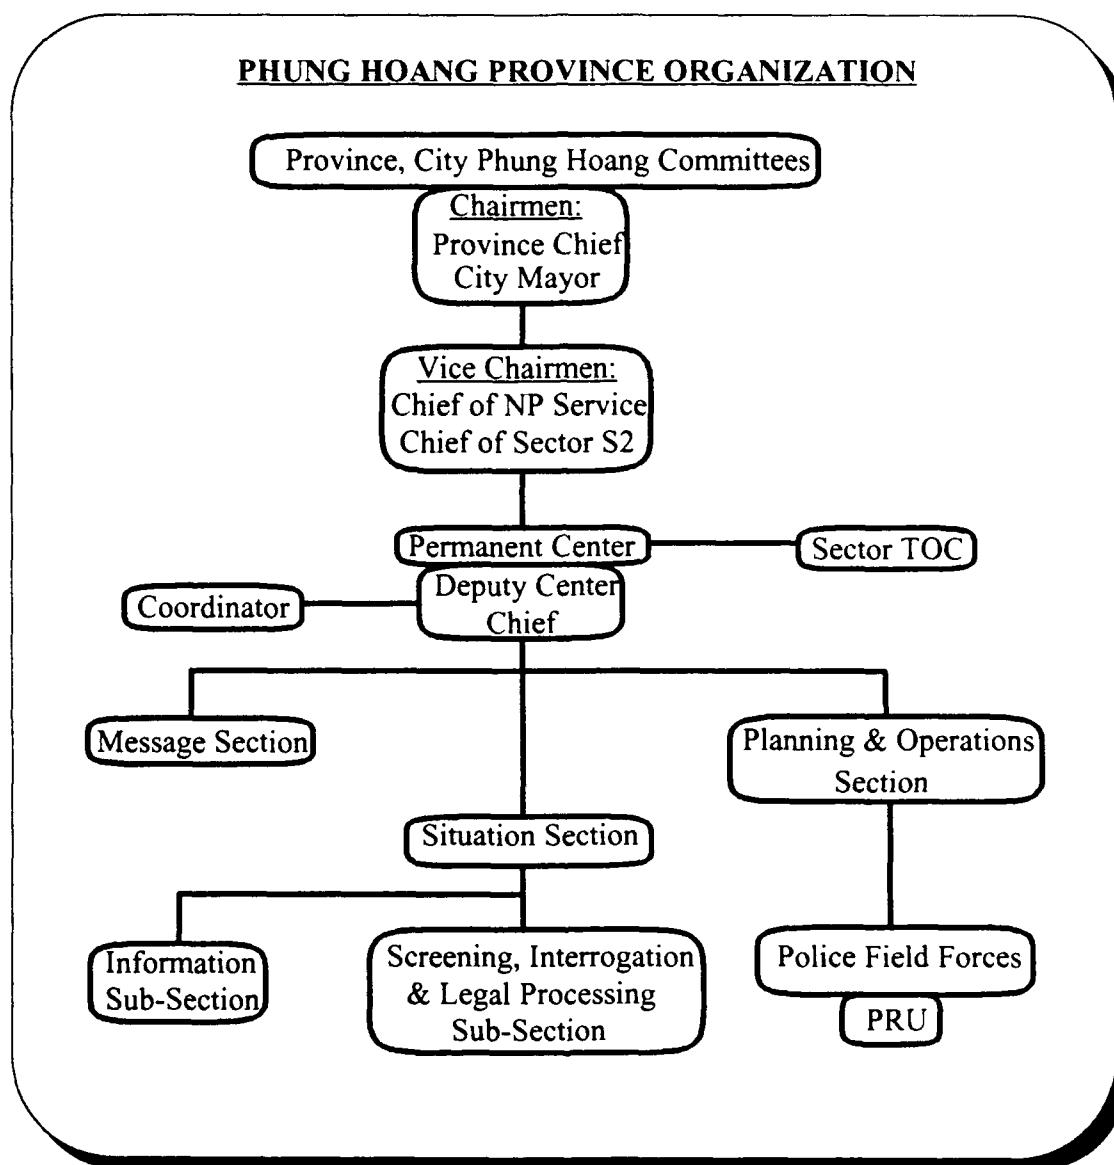 PHUNG HOANG PROVINCE ORGANIZATION
Province, City Phung Hoang Committees
Chairmen:
Province Chief
City Mayor
Vice Chairmen:
Chief of NP Service
Chief of Sector S2
Permanent Center
Sector TOC
Deputy Center
Chief
Coordinator
Message Section
Planning & Operations
Section
Situation Section
Information
Sub-Section
Screening, Interrogation
& Legal Processing
Sub-Section
Police Field Forces
PRU